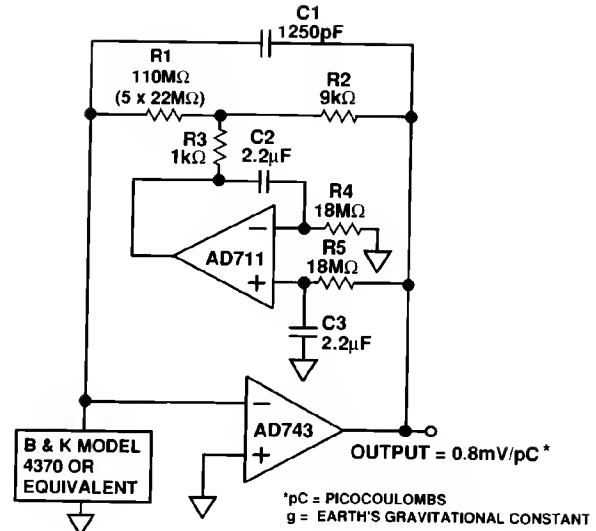 C1
1250pF
R1
110MΩ
(5 x 22MΩ)
R2
9kΩ
R3
1kΩ
C2
2.2µF
R4
18MΩ
AD711
R5
18MΩ
C3
2.2µF
B & K MODEL
4370 OR
EQUIVALENT
AD743
OUTPUT = 0.8mV/pC *
*pC = PICOCOULOMBS
g = EARTH'S GRAVITATIONAL CONSTANT